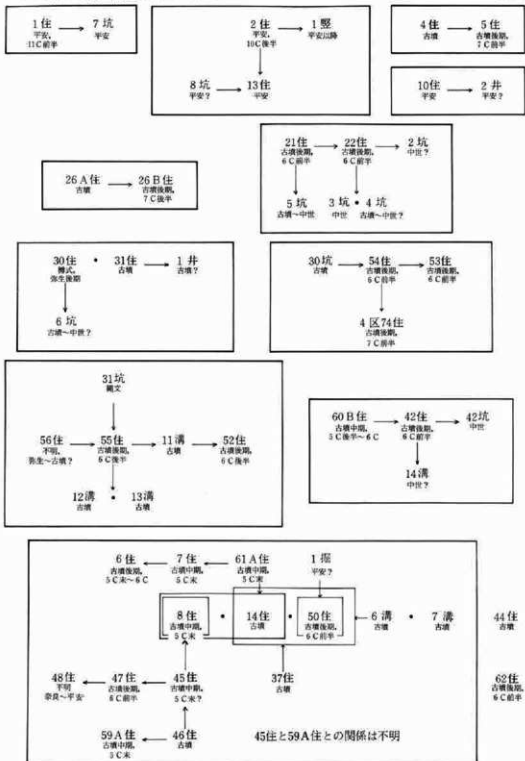 1住 → 7坑
平安, 平安
11C前半
2住 → 1竪
平安, 平安以降
10C後半
8坑 → 13住
平安? 平安
4住 → 5住
古墳 古墳後期,
7C前半
10住 → 2井
平安 平安?
21住 → 22住 → 2坑
古墳後期, 古墳後期, 中世?
6C前半 6C前半
5坑 3坑・4坑
古墳~中世 中世 古墳~中世?
26A住 → 26B住
古墳 古墳後期,
7C後半
30住・31住 → 1井
樽式, 古墳 古墳?
弥生後期
6坑
古墳~中世?
30坑 → 54住 → 53住
古墳 古墳後期, 古墳後期,
6C前半 6C前半
4区74住
古墳後期,
7C前半
31坑
縄文
56住 → 55住 → 11溝 → 52住
不明, 古墳後期, 古墳 古墳後期,
弥生~古墳? 6C後半 6C後半
12溝・13溝
古墳 古墳
60B住 → 42住 → 42坑
古墳中期, 古墳後期, 中世
5C後半~6C 6C前半
14溝
中世?
6住 ← 7住 ← 61A住 1掘
古墳後期, 古墳中期, 古墳中期, 平安?
5C末~6C 5C末 5C末
8住・14住・50住 ← 6溝・7溝
古墳中期, 古墳 古墳後期, 古墳 古墳
5C末 6C前半
44住
古墳
48住 ← 47住 ← 45住 37住
不明 古墳後期, 古墳中期, 古墳
奈良~平安 6C前半 5C末?
62住
古墳後期,
6C前半
59A住 ← 46住
古墳中期, 古墳
5C末
45住と59A住との関係は不明